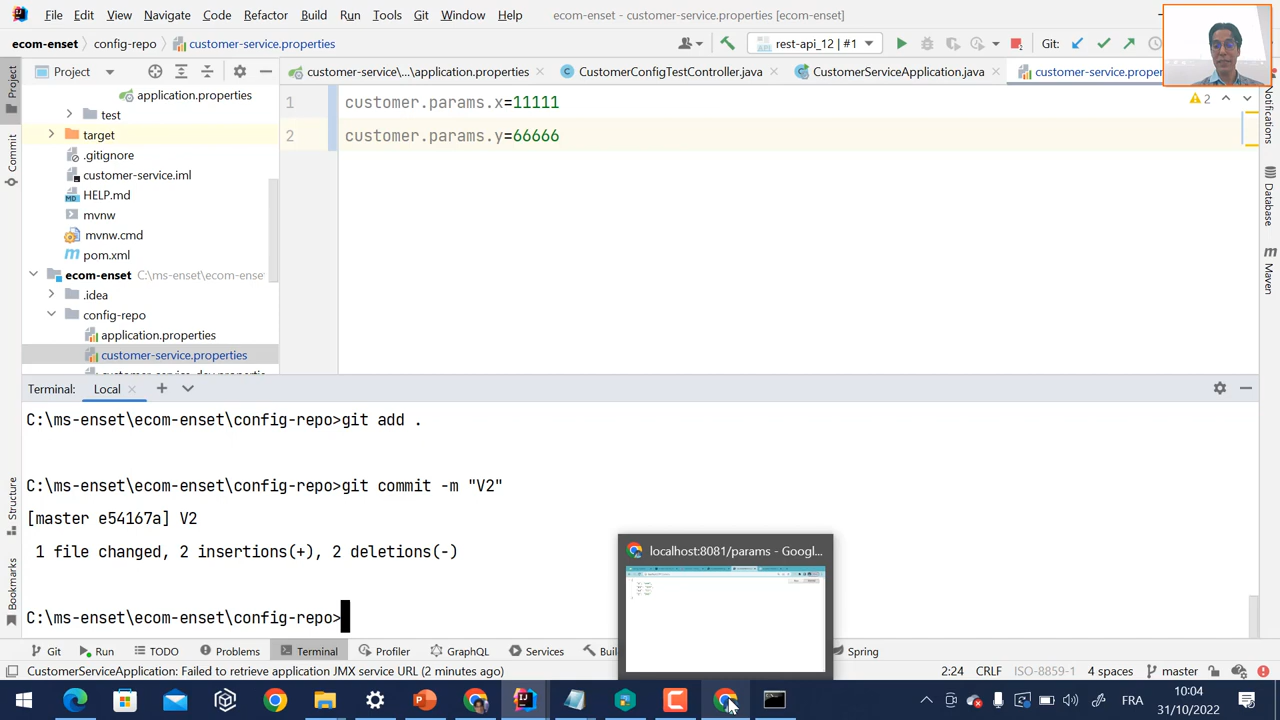 File Edit View Navigate Code Refactor Build Run Tools Git Window Help ecom-enset - customer-service.properties [ecom-enset]
ecom-enset config-repo customer-service.properties rest-api_12 | #1 Git:
Project customer-service\...\application.properties CustomerConfigTestController.java CustomerServiceApplication.java customer-service.proper
Project
Commit
Structure
Bookmarks
application.properties
test
target
.gitignore
customer-service.iml
HELP.md
mvnw
mvnw.cmd
pom.xml
ecom-enset C:\ms-enset\ecom-ense
.idea
config-repo
application.properties
customer-service.properties
1 customer.params.x=11111
2 customer.params.y=66666
2
Notifications
Database
Maven
Terminal: Local
C:\ms-enset\ecom-enset\config-repo>git add .
C:\ms-enset\ecom-enset\config-repo>git commit -m "V2"
[master e54167a] V2
1 file changed, 2 insertions(+), 2 deletions(-)
C:\ms-enset\ecom-enset\config-repo>
localhost:8081/params - Googl...
Git Run TODO Problems Terminal Profiler GraphQL Services Buil Spring
CustomerServiceApplication: Failed to retrieve application JMX service URL (2 minutes ago) 2:24 CRLF ISO-8859-1 4 spaces master
FRA 10:04
31/10/2022